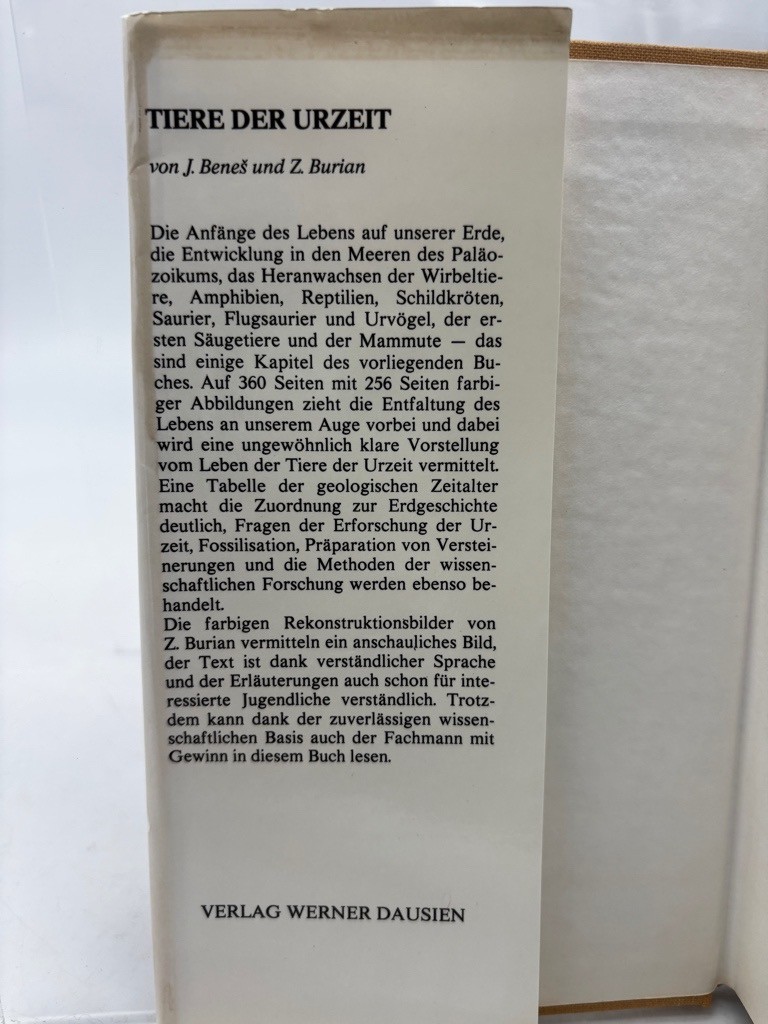 TIERE DER URZEIT
von J. Beneš und Z. Burian
Die Anfänge des Lebens auf unserer Erde,
die Entwicklung in den Meeren des Paläo-
zoikums, das Heranwachsen der Wirbeltie-
re, Amphibien, Reptilien, Schildkröten,
Saurier, Flugsaurier und Urvögel, der er-
sten Säugetiere und der Mammute — das
sind einige Kapitel des vorliegenden Bu-
ches. Auf 360 Seiten mit 256 Seiten farbi-
ger Abbildungen zieht die Entfaltung des
Lebens an unserem Auge vorbei und dabei
wird eine ungewöhnlich klare Vorstellung
vom Leben der Tiere der Urzeit vermittelt.
Eine Tabelle der geologischen Zeitalter
macht die Zuordnung zur Erdgeschichte
deutlich, Fragen der Erforschung der Ur-
zeit, Fossilisation, Präparation von Verstei-
nerungen und die Methoden der wissen-
schaftlichen Forschung werden ebenso be-
handelt.
Die farbigen Rekonstruktionsbilder von
Z. Burian vermitteln ein anschauliches Bild,
der Text ist dank verständlicher Sprache
und der Erläuterungen auch schon für inte-
ressierte Jugendliche verständlich. Trotz-
dem kann dank der zuverlässigen wissen-
schaftlichen Basis auch der Fachmann mit
Gewinn in diesem Buch lesen.
VERLAG WERNER DAUSIEN